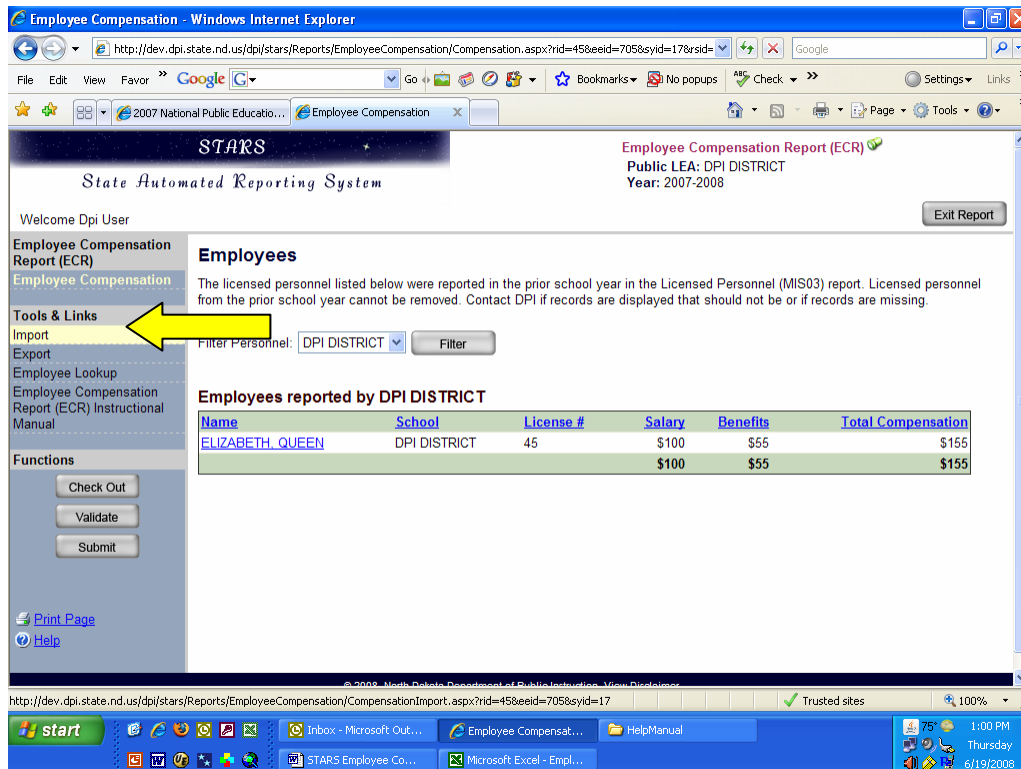 Employee Compensation - Windows Internet Explorer
http://dev.dpi.state.nd.us/dpi/stars/Reports/EmployeeCompensation/Compensation.aspx?rid=45&eeid=705&syid=17&rsid=
Google
File Edit View Favor » Google G Go Bookmarks No popups ABC Check » Settings Links
2007 National Public Educatio... Employee Compensation x Page Tools
STARS
State Automated Reporting System
Employee Compensation Report (ECR)
Public LEA: DPI DISTRICT
Year: 2007-2008
Welcome Dpi User
Exit Report
Employee Compensation
Report (ECR)
Employee Compensation
Tools & Links
Import
Export
Employee Lookup
Employee Compensation
Report (ECR) Instructional
Manual
Functions
Check Out
Validate
Submit
Print Page
Help
Employees
The licensed personnel listed below were reported in the prior school year in the Licensed Personnel (MIS03) report. Licensed personnel
from the prior school year cannot be removed. Contact DPI if records are displayed that should not be or if records are missing.
Filter Personnel: DPI DISTRICT Filter
Employees reported by DPI DISTRICT
Name School License # Salary Benefits Total Compensation
ELIZABETH, QUEEN DPI DISTRICT 45 $100 $55 $155
$100 $55 $155
© 2008, North Dakota Department of Public Instruction, View Disclaimer
http://dev.dpi.state.nd.us/dpi/stars/Reports/EmployeeCompensation/CompensationImport.aspx?rid=45&eeid=705&syid=17 Trusted sites 100%
start Inbox - Microsoft Out... Employee Compensat... HelpManual 75° 1:00 PM
Thursday
STARS Employee Co... Microsoft Excel - Empl... 6/19/2008